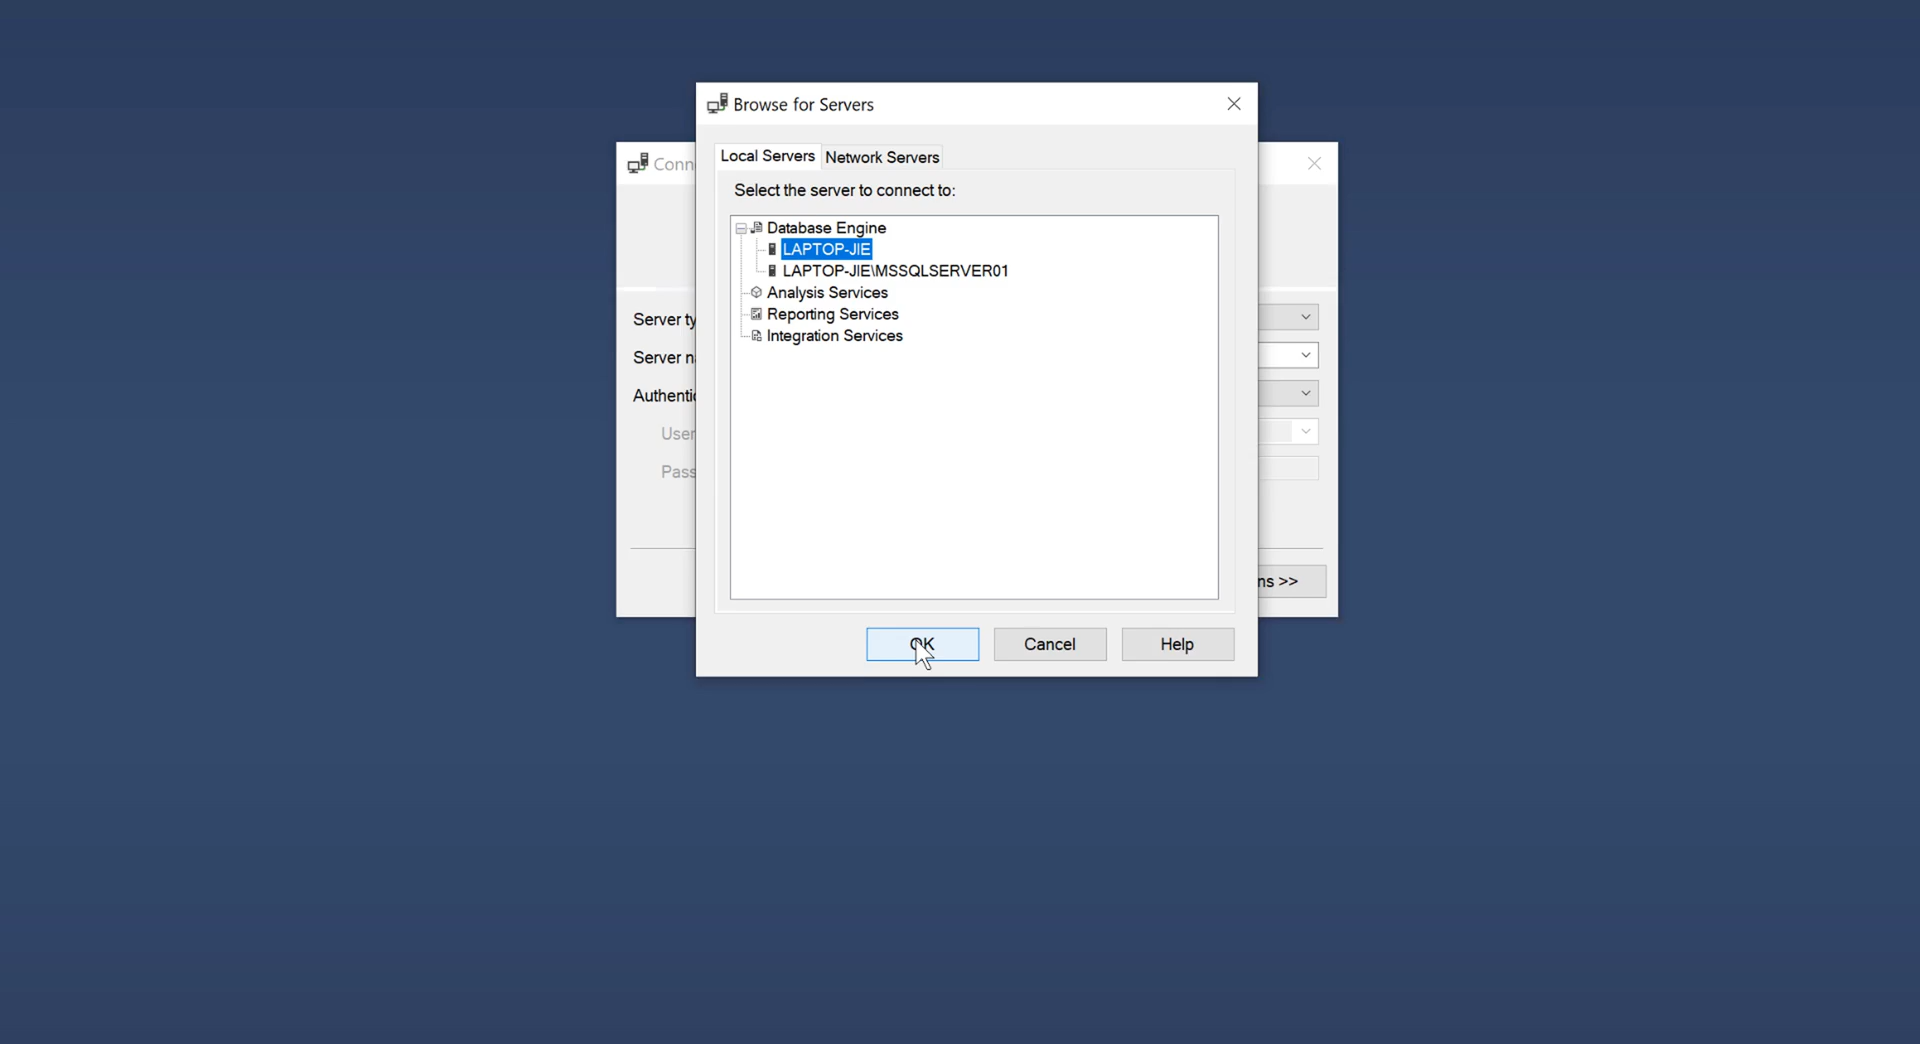 Browse for Servers
Conn
Local Servers
Network Servers
Select the server to connect to:
Database Engine
LAPTOP-JIE
LAPTOP-JIE\MSSQLSERVER01
Analysis Services
Reporting Services
Integration Services
Server ty
Server n
Authentic
User
Pass
ns >>
OK
Cancel
Help